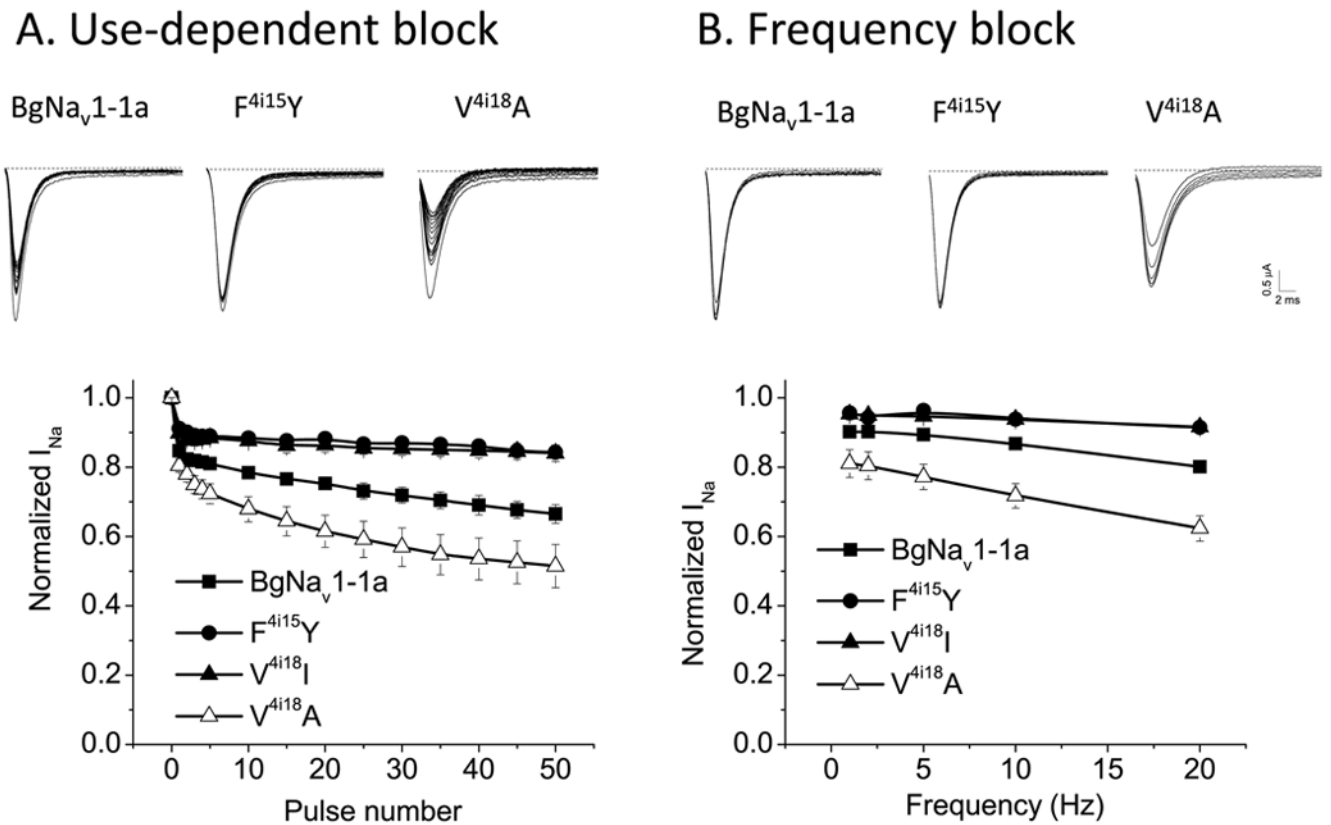 A. Use-dependent block
BgNaᵥ1-1a
F⁴ⁱ¹⁵Y
V⁴ⁱ¹⁸A
Normalized I_Na
1.0
0.8
0.6
0.4
0.2
0.0
BgNaᵥ1-1a
F⁴ⁱ¹⁵Y
V⁴ⁱ¹⁸I
V⁴ⁱ¹⁸A
0 10 20 30 40 50
Pulse number
B. Frequency block
BgNaᵥ1-1a
F⁴ⁱ¹⁵Y
V⁴ⁱ¹⁸A
0.5 µA
2 ms
Normalized I_Na
1.0
0.8
0.6
0.4
0.2
0.0
BgNaᵥ1-1a
F⁴ⁱ¹⁵Y
V⁴ⁱ¹⁸I
V⁴ⁱ¹⁸A
0 5 10 15 20
Frequency (Hz)